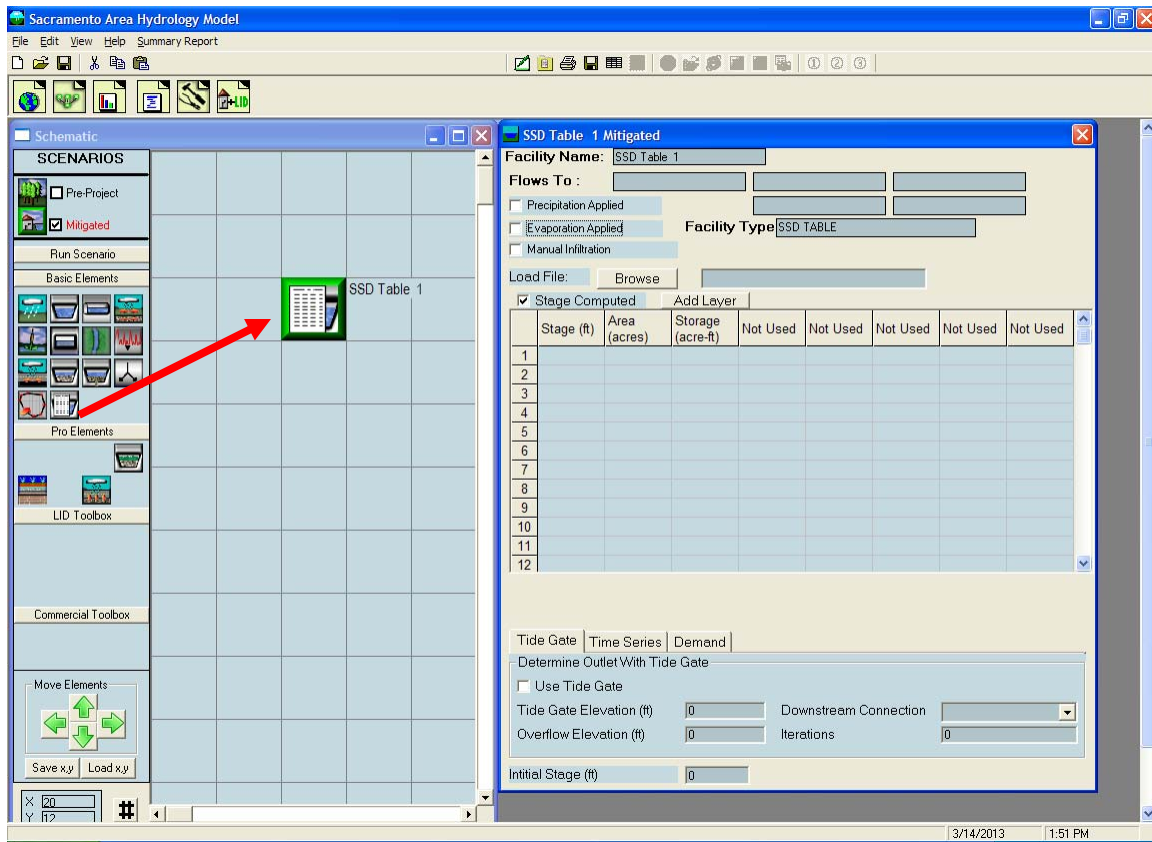 Sacramento Area Hydrology Model
File Edit View Help Summary Report
Schematic
SCENARIOS
Pre-Project
Mitigated
Run Scenario
Basic Elements
Pro Elements
LID Toolbox
Commercial Toolbox
Move Elements
Save x,y Load x,y
X 20
Y 12
#
SSD Table 1
+LID
1 2 3
SSD Table 1 Mitigated
Facility Name: SSD Table 1
Flows To :
Precipitation Applied
Evaporation Applied Facility Type SSD TABLE
Manual Infiltration
Load File: Browse
Stage Computed Add Layer
Stage (ft) Area (acres) Storage (acre-ft) Not Used Not Used Not Used Not Used Not Used
1
2
3
4
5
6
7
8
9
10
11
12
Tide Gate Time Series Demand
Determine Outlet With Tide Gate
Use Tide Gate
Tide Gate Elevation (ft) 0 Downstream Connection
Overflow Elevation (ft) 0 Iterations 0
Intitial Stage (ft) 0
3/14/2013 1:51 PM